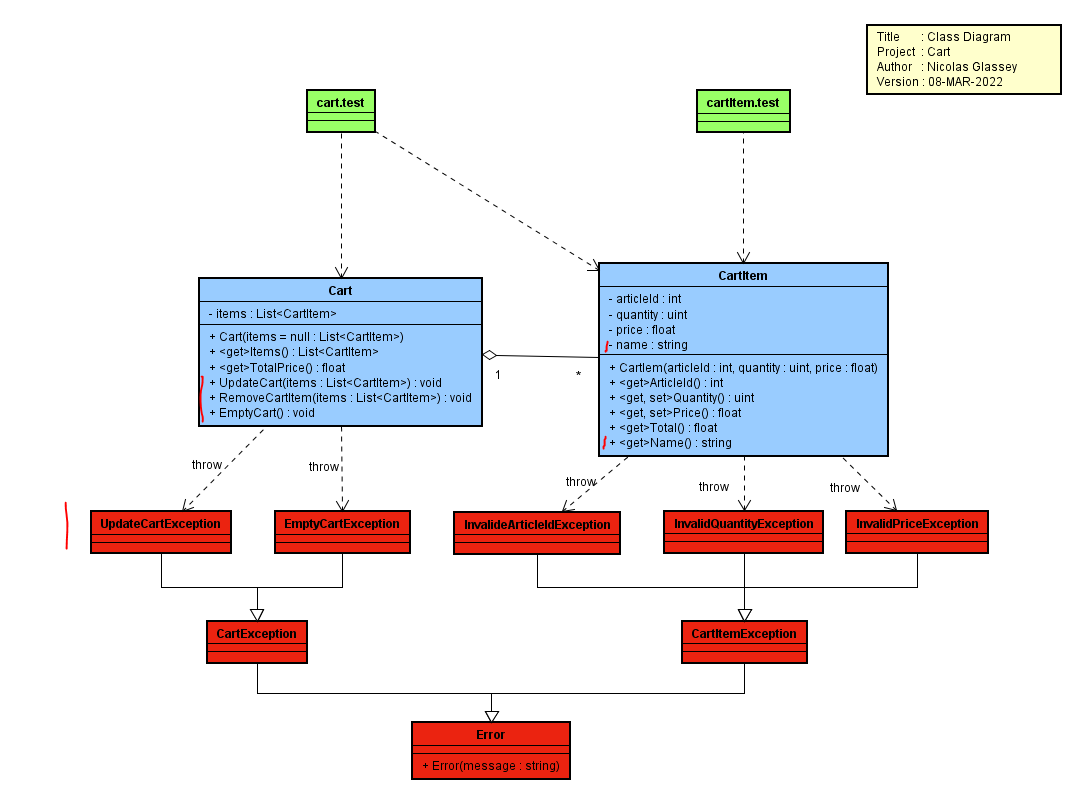 Title : Class Diagram
Project : Cart
Author : Nicolas Glassey
Version : 08-MAR-2022
cart.test
cartItem.test
Cart
- items : List<CartItem>
+ Cart(items = null : List<CartItem>)
+ <get>Items() : List<CartItem>
+ <get>TotalPrice() : float
+ UpdateCart(items : List<CartItem>) : void
+ RemoveCartItem(items : List<CartItem>) : void
+ EmptyCart() : void
CartItem
- articleId : int
- quantity : uint
- price : float
- name : string
+ CartIem(articleId : int, quantity : uint, price : float)
+ <get>ArticleId() : int
+ <get, set>Quantity() : uint
+ <get, set>Price() : float
+ <get>Total() : float
+ <get>Name() : string
1
*
throw
throw
throw
throw
throw
UpdateCartException
EmptyCartException
InvalideArticleIdException
InvalidQuantityException
InvalidPriceException
CartException
CartItemException
Error
+ Error(message : string)